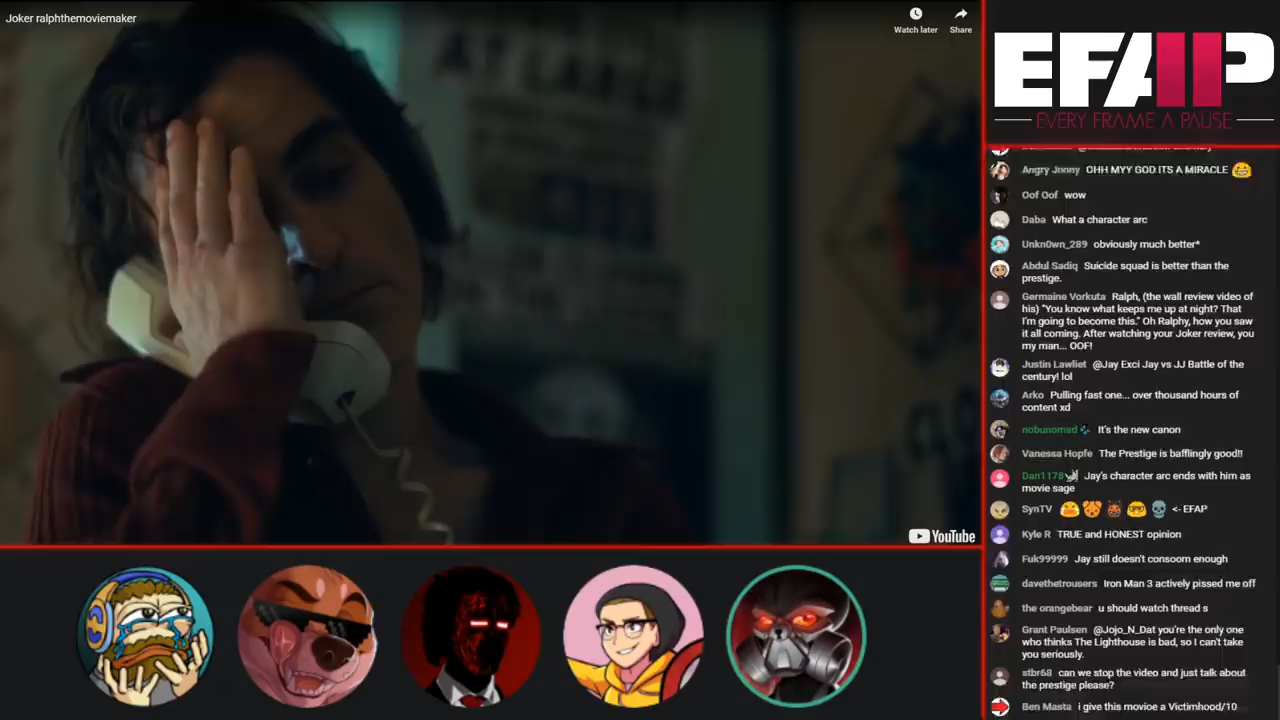 Joker ralphthemoviemaker
Watch later
Share
AT LARGE
YouTube
EFAP
EVERY FRAME A PAUSE
Angry Jnony OHH MYY GOD ITS A MIRACLE
Oof Oof wow
Daba What a character arc
Unkn0wn_289 obviously much better*
Abdul Sadiq Suicide squad is better than the
prestige.
Germaine Vorkuta Ralph, (the wall review video of
his) "You know what keeps me up at night? That
I'm going to become this." Oh Ralphy, how you saw
it all coming. After watching your Joker review, you
my man... OOF!
Justin Lawliet @Jay Exci Jay vs JJ Battle of the
century! lol
Arko Pulling fast one... over thousand hours of
content xd
nobunomad It's the new canon
Vanessa Hopfe The Prestige is bafflingly good!!
Dan1178 Jay's character arc ends with him as
movie sage
SynTV <- EFAP
Kyle R TRUE and HONEST opinion
Fuk99999 Jay still doesn't consoom enough
davethetrousers Iron Man 3 actively pissed me off
the orangebear u should watch thread s
Grant Paulsen @Jojo_N_Dat you're the only one
who thinks The Lighthouse is bad, so I can't take
you seriously.
stbr68 can we stop the video and just talk about
the prestige please?
Ben Masta i give this movioe a Victimhood/10